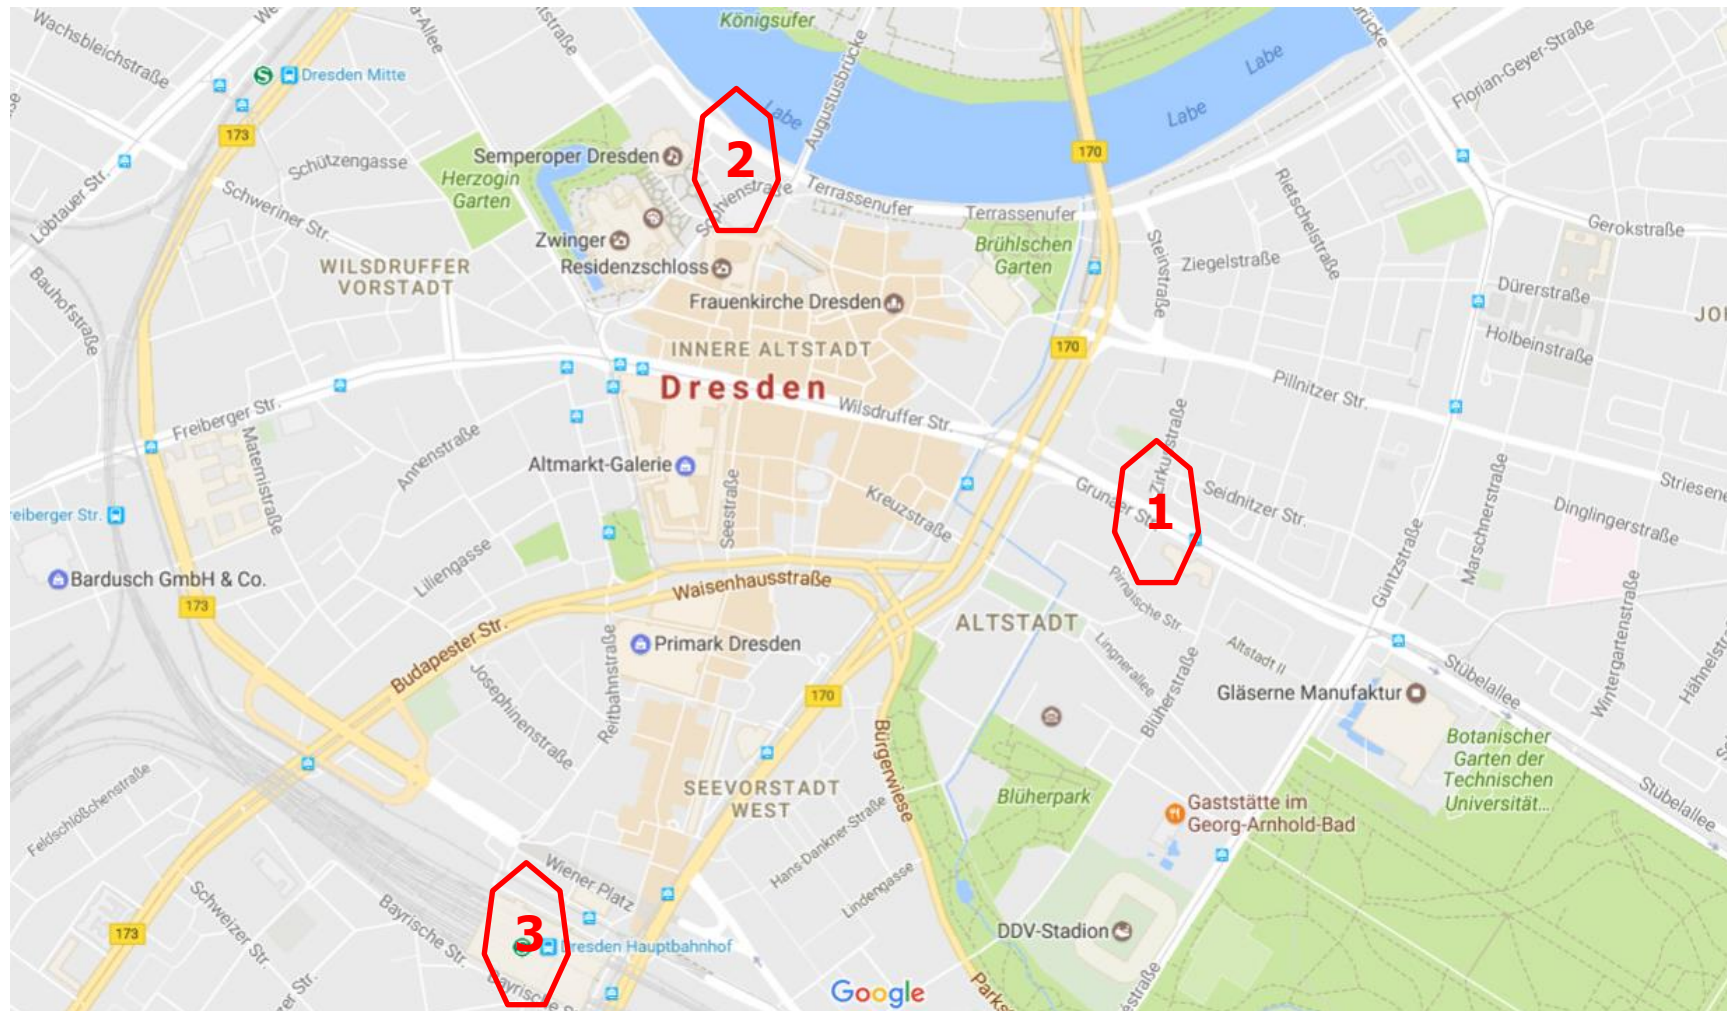 Königsufer
Wachsbleichstraße
Dresden Mitte
Augustusbrücke
Labe
Labe
Labe
Florian-Geyer-Straße
173
170
Schützengasse
Semperoper Dresden
2
Herzogin
Garten
Sophienstraße
Terrassenufer
Terrassenufer
Rietschelstraße
Gerokstraße
Löbtauer Str.
Schweriner Str.
Zwinger
Brühlschen
Garten
Steinstraße
Ziegelstraße
WILSDRUFFER
VORSTADT
Residenzschloss
Frauenkirche Dresden
Dürerstraße
Bauhofstraße
Holbeinstraße
INNERE ALTSTADT
170
Dresden
Pillnitzer Str.
Wilsdruffer Str.
Freiberger Str.
Maternistraße
Annenstraße
Altmarkt-Galerie
Seestraße
Kreuzstraße
Zirkusstraße
Grunaer Str.
1
Seidnitzer Str.
Marschnerstraße
Dinglingerstraße
Liliengasse
Bardusch GmbH & Co.
173
Waisenhausstraße
Pirnaische Str.
Güntzstraße
ALTSTADT
Budapester Str.
Primark Dresden
Reitbahnstraße
Josephinenstraße
170
Lingnerallee
Altstadt II
Blüherstraße
Stübelallee
Wintergartenstraße
Gläserne Manufaktur
Bürgerwiese
Botanischer
Garten der
Technischen
Universität...
SEEVORSTADT
WEST
Blüherpark
Gaststätte im
Georg-Arnhold-Bad
Stübelallee
Feldschlößchenstraße
Hans-Dankner-Straße
Wiener Platz
Lindengasse
Schweizer Str.
Bayrische Str.
173
3
Dresden Hauptbahnhof
DDV-Stadion
Google